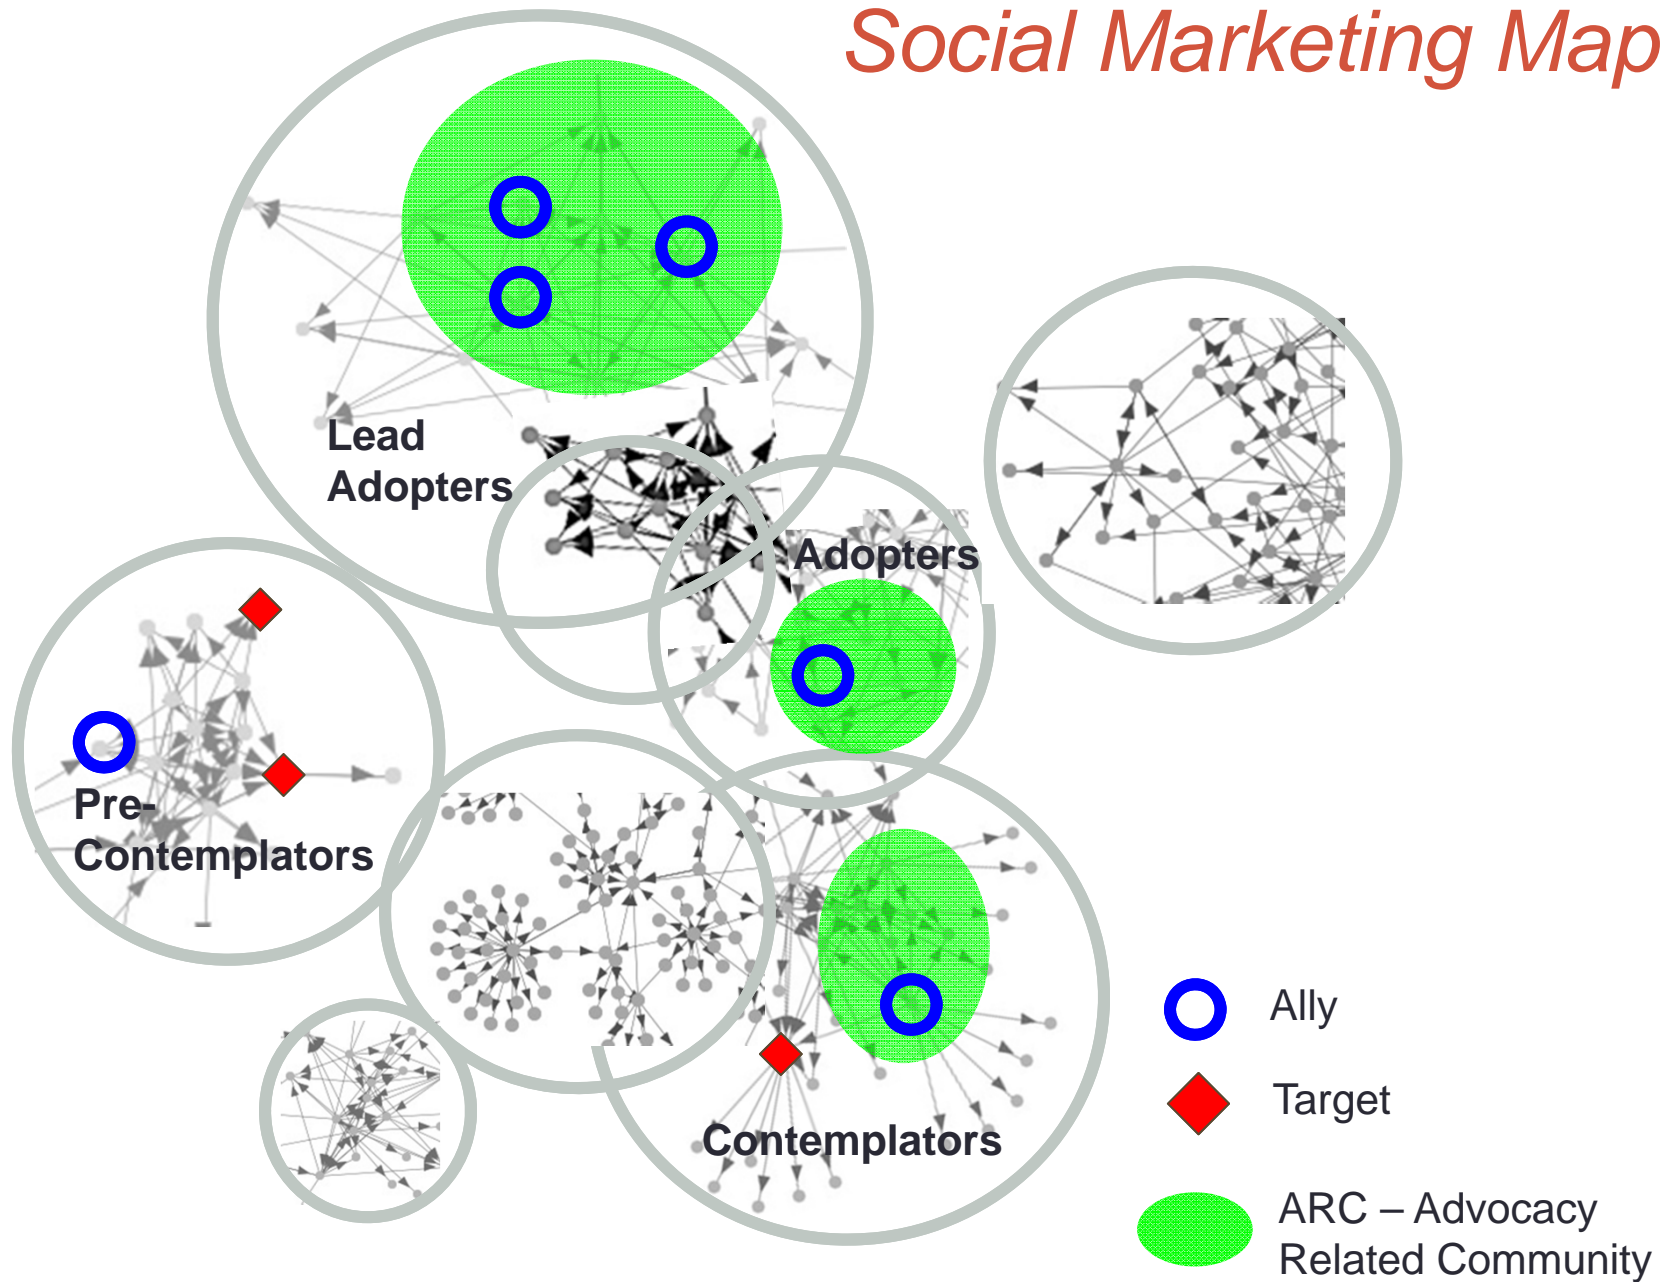 Social Marketing Map
Lead
Adopters
Adopters
Pre-
Contemplators
Contemplators
Ally
Target
ARC – Advocacy
Related Community